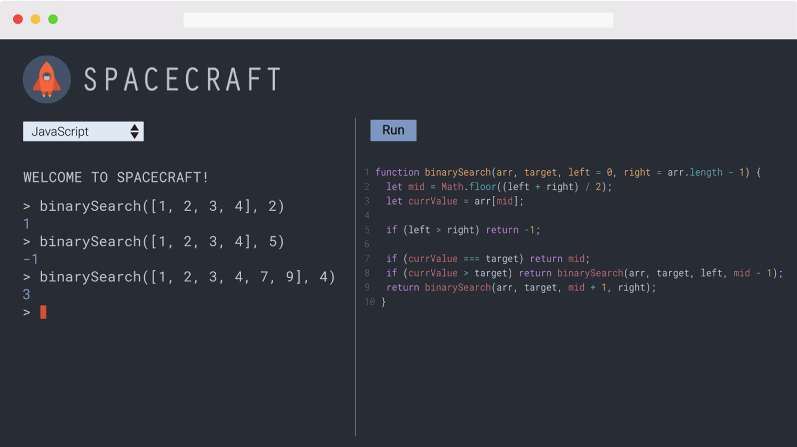 SPACECRAFT
JavaScript
Run
WELCOME TO SPACECRAFT!
> binarySearch([1, 2, 3, 4], 2)
1
> binarySearch([1, 2, 3, 4], 5)
-1
> binarySearch([1, 2, 3, 4, 7, 9], 4)
3
>
1 function binarySearch(arr, target, left = 0, right = arr.length - 1) {
2 let mid = Math.floor((left + right) / 2);
3 let currValue = arr[mid];
4
5 if (left > right) return -1;
6
7 if (currValue === target) return mid;
8 if (currValue > target) return binarySearch(arr, target, left, mid - 1);
9 return binarySearch(arr, target, mid + 1, right);
10 }